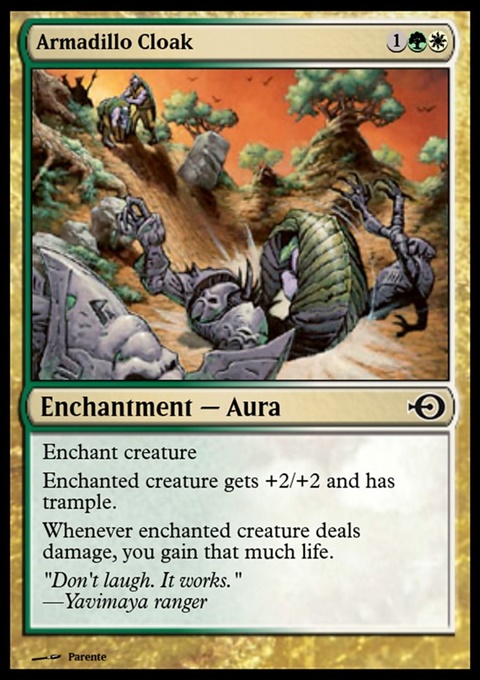 Armadillo Cloak 1
Enchantment — Aura
Enchant creature
Enchanted creature gets +2/+2 and has
trample.
Whenever enchanted creature deals
damage, you gain that much life.
"Don't laugh. It works."
—Yavimaya ranger
Parente